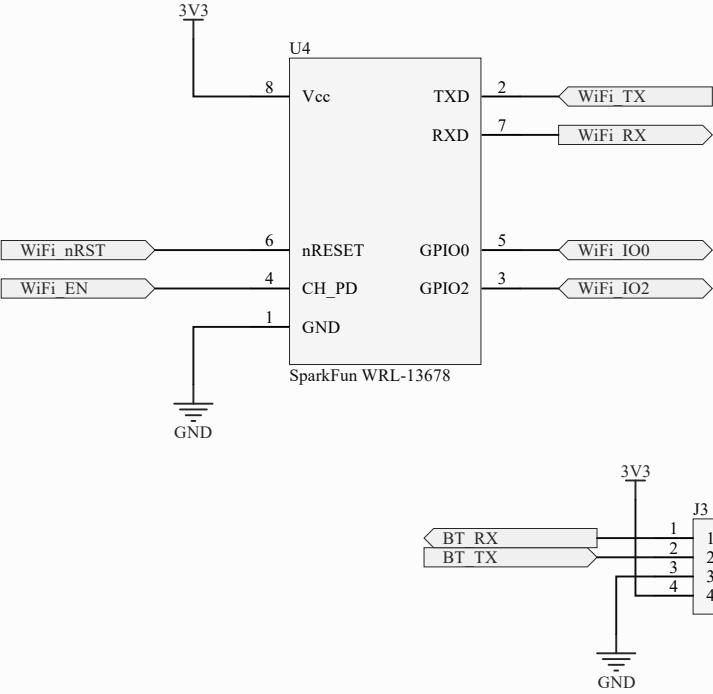 3V3
U4
8 Vcc TXD 2 WiFi_TX
RXD 7 WiFi_RX
WiFi_nRST 6 nRESET GPIO0 5 WiFi_IO0
WiFi_EN 4 CH_PD GPIO2 3 WiFi_IO2
1 GND
SparkFun WRL-13678
GND
3V3
J3
BT_RX 1 1
BT_TX 2 2
3 3
4 4
GND